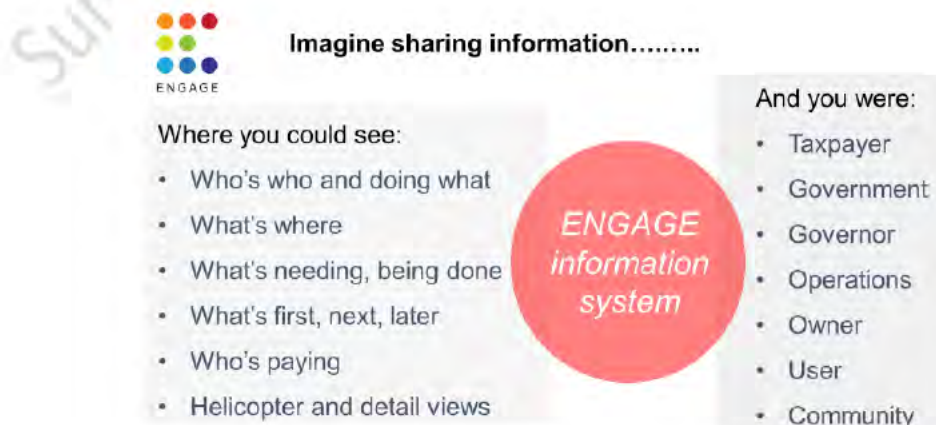 Imagine sharing information………
ENGAGE
Where you could see:
• Who's who and doing what
• What's where
• What's needing, being done
• What's first, next, later
• Who's paying
• Helicopter and detail views
ENGAGE
information
system
And you were:
• Taxpayer
• Government
• Governor
• Operations
• Owner
• User
• Community